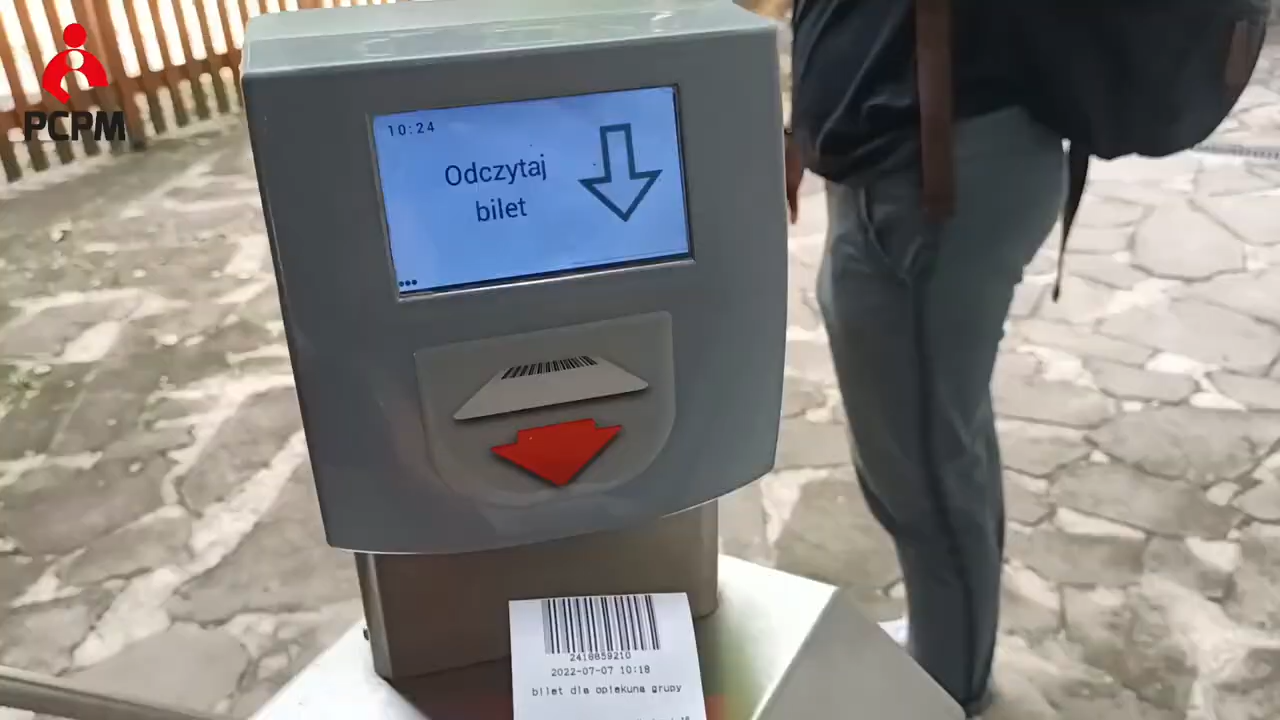 PCPM
10:24
Odczytaj
bilet
2418859210
2022-07-07 10:18
bilet dla opiekuna grupy